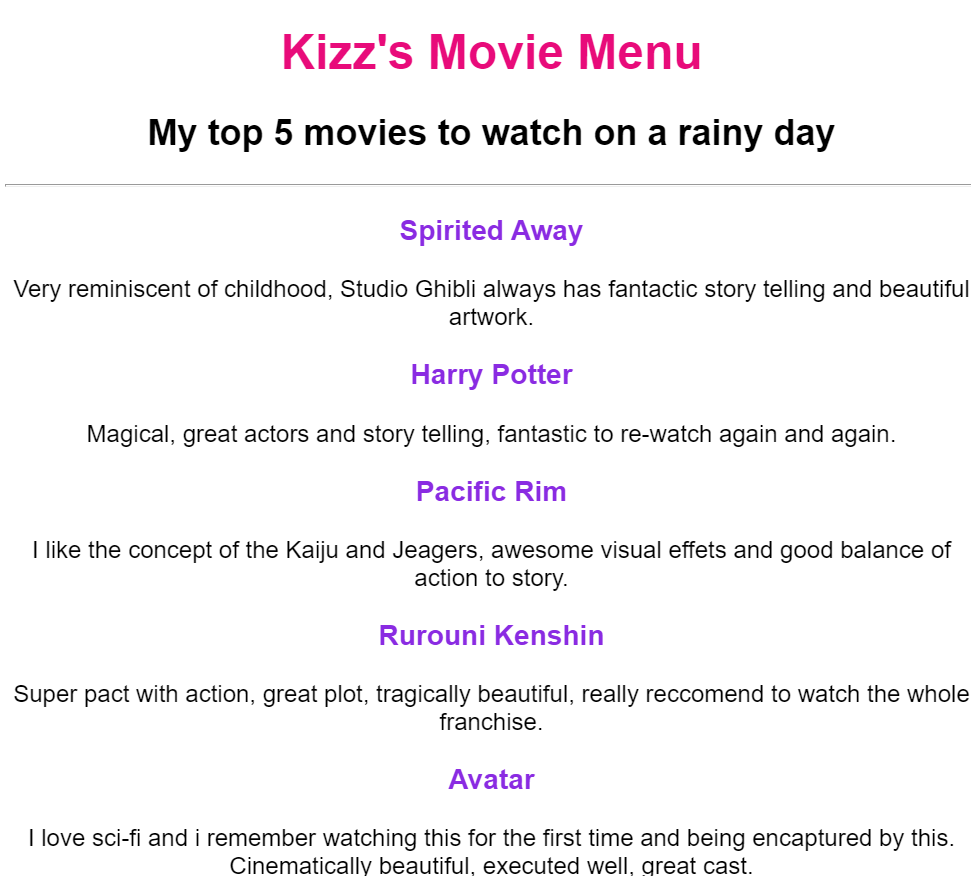 Kizz's Movie Menu
My top 5 movies to watch on a rainy day
Spirited Away
Very reminiscent of childhood, Studio Ghibli always has fantactic story telling and beautiful
artwork.
Harry Potter
Magical, great actors and story telling, fantastic to re-watch again and again.
Pacific Rim
I like the concept of the Kaiju and Jeagers, awesome visual effets and good balance of
action to story.
Rurouni Kenshin
Super pact with action, great plot, tragically beautiful, really reccomend to watch the whole
franchise.
Avatar
I love sci-fi and i remember watching this for the first time and being encaptured by this.
Cinematically beautiful, executed well, great cast.